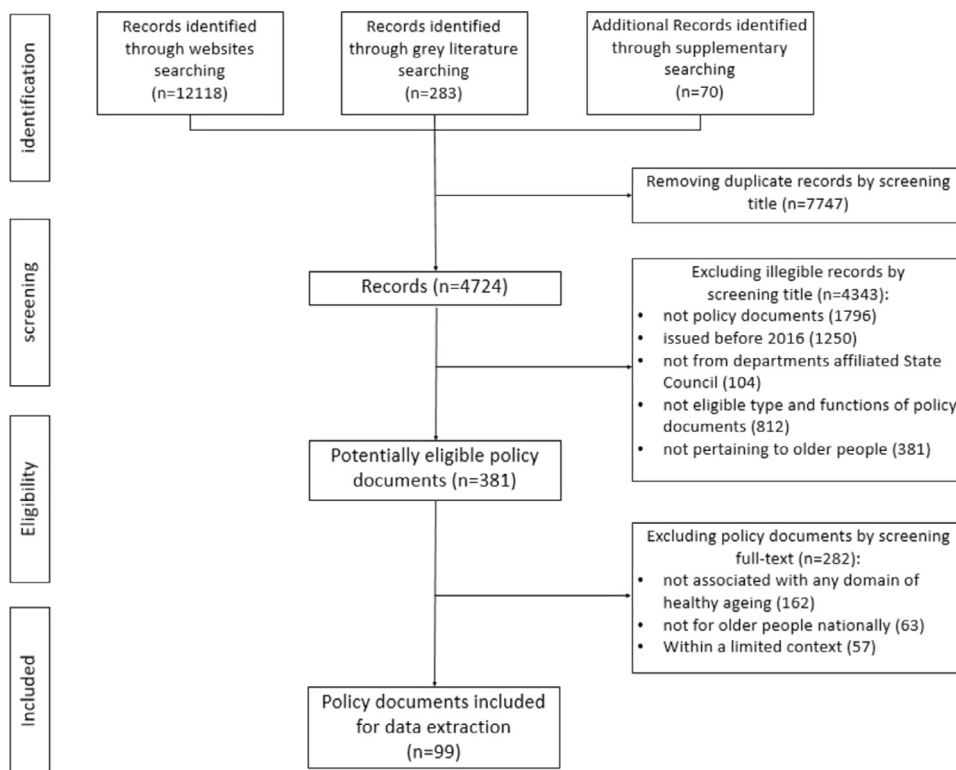 identification
Records identified
through websites
searching
(n=12118)
Records identified
through grey literature
searching
(n=283)
Additional Records identified
through supplementary
searching
(n=70)
Removing duplicate records by screening
title (n=7747)
screening
Records (n=4724)
Excluding illegible records by
screening title (n=4343):
• not policy documents (1796)
• issued before 2016 (1250)
• not from departments affiliated State
Council (104)
• not eligible type and functions of policy
documents (812)
• not pertaining to older people (381)
Eligibility
Potentially eligible policy
documents (n=381)
Excluding policy documents by screening
full-text (n=282):
• not associated with any domain of
healthy ageing (162)
• not for older people nationally (63)
• Within a limited context (57)
Included
Policy documents included
for data extraction
(n=99)